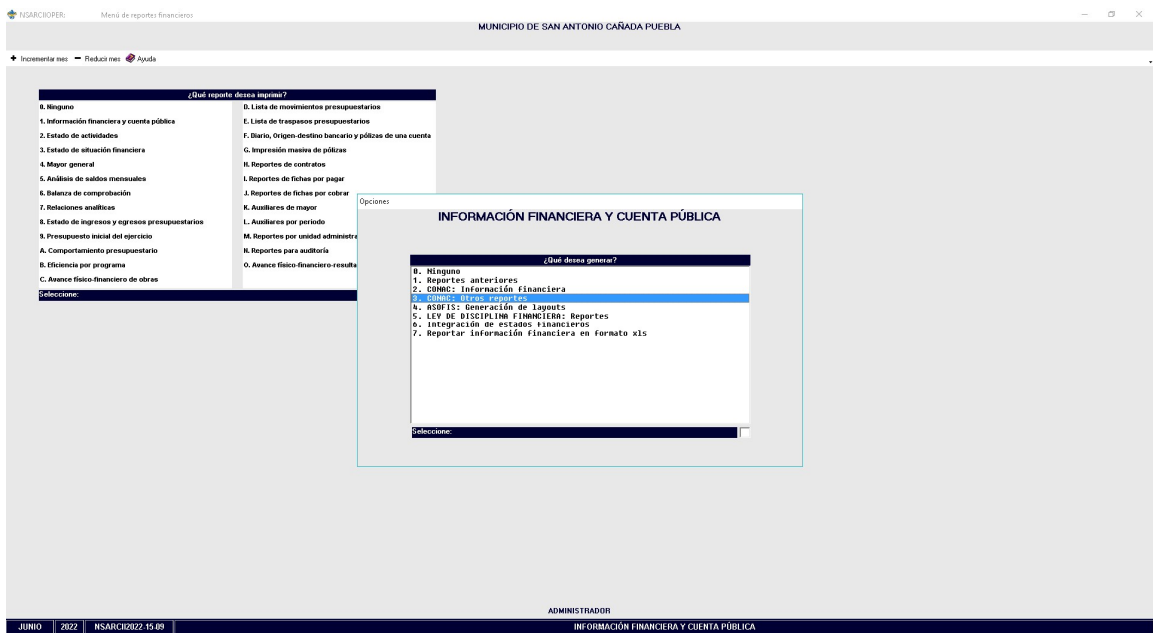 NSARCIIOPER: Menú de reportes financieros
MUNICIPIO DE SAN ANTONIO CAÑADA PUEBLA
Incrementar mes Reducir mes Ayuda
¿Qué reporte desea imprimir?
0. Ninguno
1. Información financiera y cuenta pública
2. Estado de actividades
3. Estado de situación financiera
4. Mayor general
5. Análisis de saldos mensuales
6. Balanza de comprobación
7. Relaciones analíticas
8. Estado de ingresos y egresos presupuestarios
9. Presupuesto inicial del ejercicio
A. Comportamiento presupuestario
B. Eficiencia por programa
C. Avance físico-financiero de obras
D. Lista de movimientos presupuestarios
E. Lista de traspasos presupuestarios
F. Diario, Origen-destino bancario y pólizas de una cuenta
G. Impresión masiva de pólizas
H. Reportes de contratos
I. Reportes de fichas por pagar
J. Reportes de fichas por cobrar
K. Auxiliares de mayor
L. Auxiliares por periodo
M. Reportes por unidad administra
N. Reportes para auditoría
O. Avance físico-financiero-resulta
Seleccione:
Opciones
INFORMACIÓN FINANCIERA Y CUENTA PÚBLICA
¿Qué desea generar?
0. Ninguno
1. Reportes anteriores
2. CONAC: Información financiera
3. CONAC: Otros reportes
4. ASOFIS: Generación de layouts
5. LEY DE DISCIPLINA FINANCIERA: Reportes
6. Integración de estados financieros
7. Reportar información financiera en formato xls
Seleccione:
ADMINISTRADOR
JUNIO 2022 NSARCII2022-15-09 INFORMACIÓN FINANCIERA Y CUENTA PÚBLICA